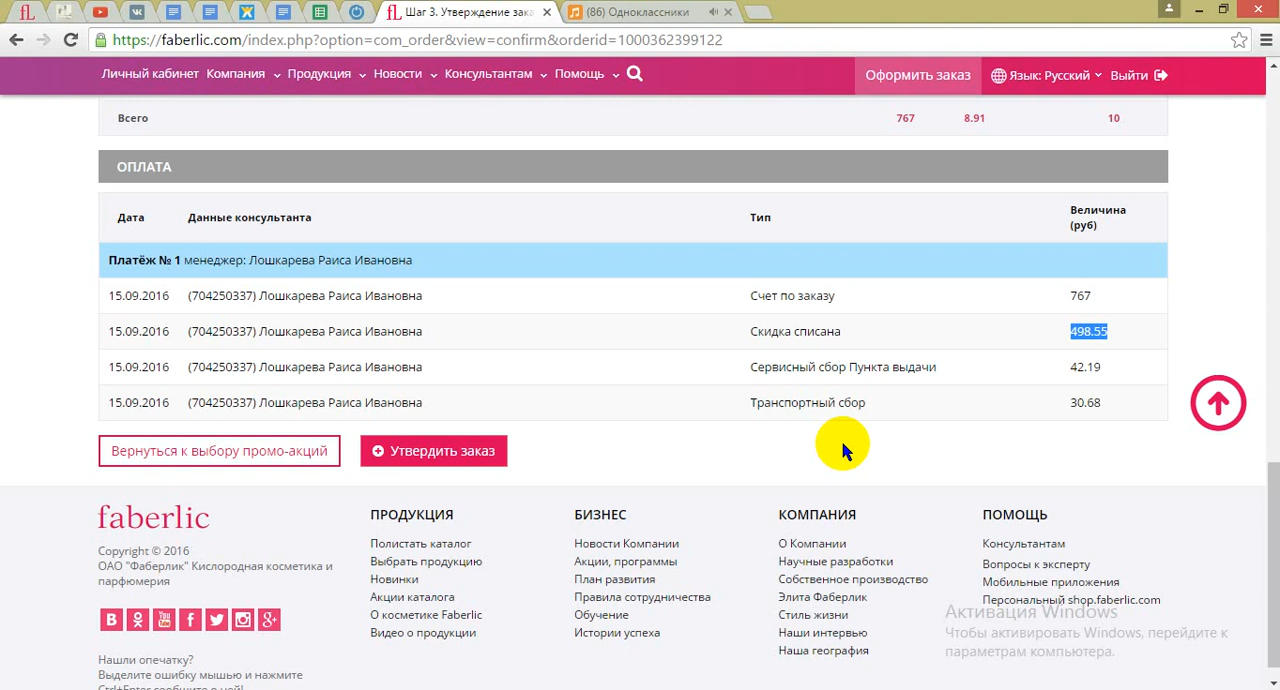 Шаг 3. Утверждение зака
(86) Одноклассники
https://faberlic.com/index.php?option=com_order&view=confirm&orderid=1000362399122
Личный кабинет Компания Продукция Новости Консультантам Помощь Оформить заказ Язык: Русский Выйти
Всего 767 8.91 10
ОПЛАТА
Дата Данные консультанта Тип Величина (руб)
Платёж № 1 менеджер: Лошкарева Раиса Ивановна
15.09.2016 (704250337) Лошкарева Раиса Ивановна Счет по заказу 767
15.09.2016 (704250337) Лошкарева Раиса Ивановна Скидка списана 498.55
15.09.2016 (704250337) Лошкарева Раиса Ивановна Сервисный сбор Пункта выдачи 42.19
15.09.2016 (704250337) Лошкарева Раиса Ивановна Транспортный сбор 30.68
Вернуться к выбору промо-акций Утвердить заказ
faberlic
Copyright © 2016
ОАО "Фаберлик" Кислородная косметика и
парфюмерия
Нашли опечатку?
Выделите ошибку мышью и нажмите
Ctrl+Enter сообщите о ней!
ПРОДУКЦИЯ
Полистать каталог
Выбрать продукцию
Новинки
Акции каталога
О косметике Faberlic
Видео о продукции
БИЗНЕС
Новости Компании
Акции, программы
План развития
Правила сотрудничества
Обучение
Истории успеха
КОМПАНИЯ
О Компании
Научные разработки
Собственное производство
Элита Фаберлик
Стиль жизни
Наши интервью
Наша география
ПОМОЩЬ
Консультантам
Вопросы к эксперту
Мобильные приложения
Персональный shop.faberlic.com
Активация Windows
Чтобы активировать Windows, перейдите к
параметрам компьютера.